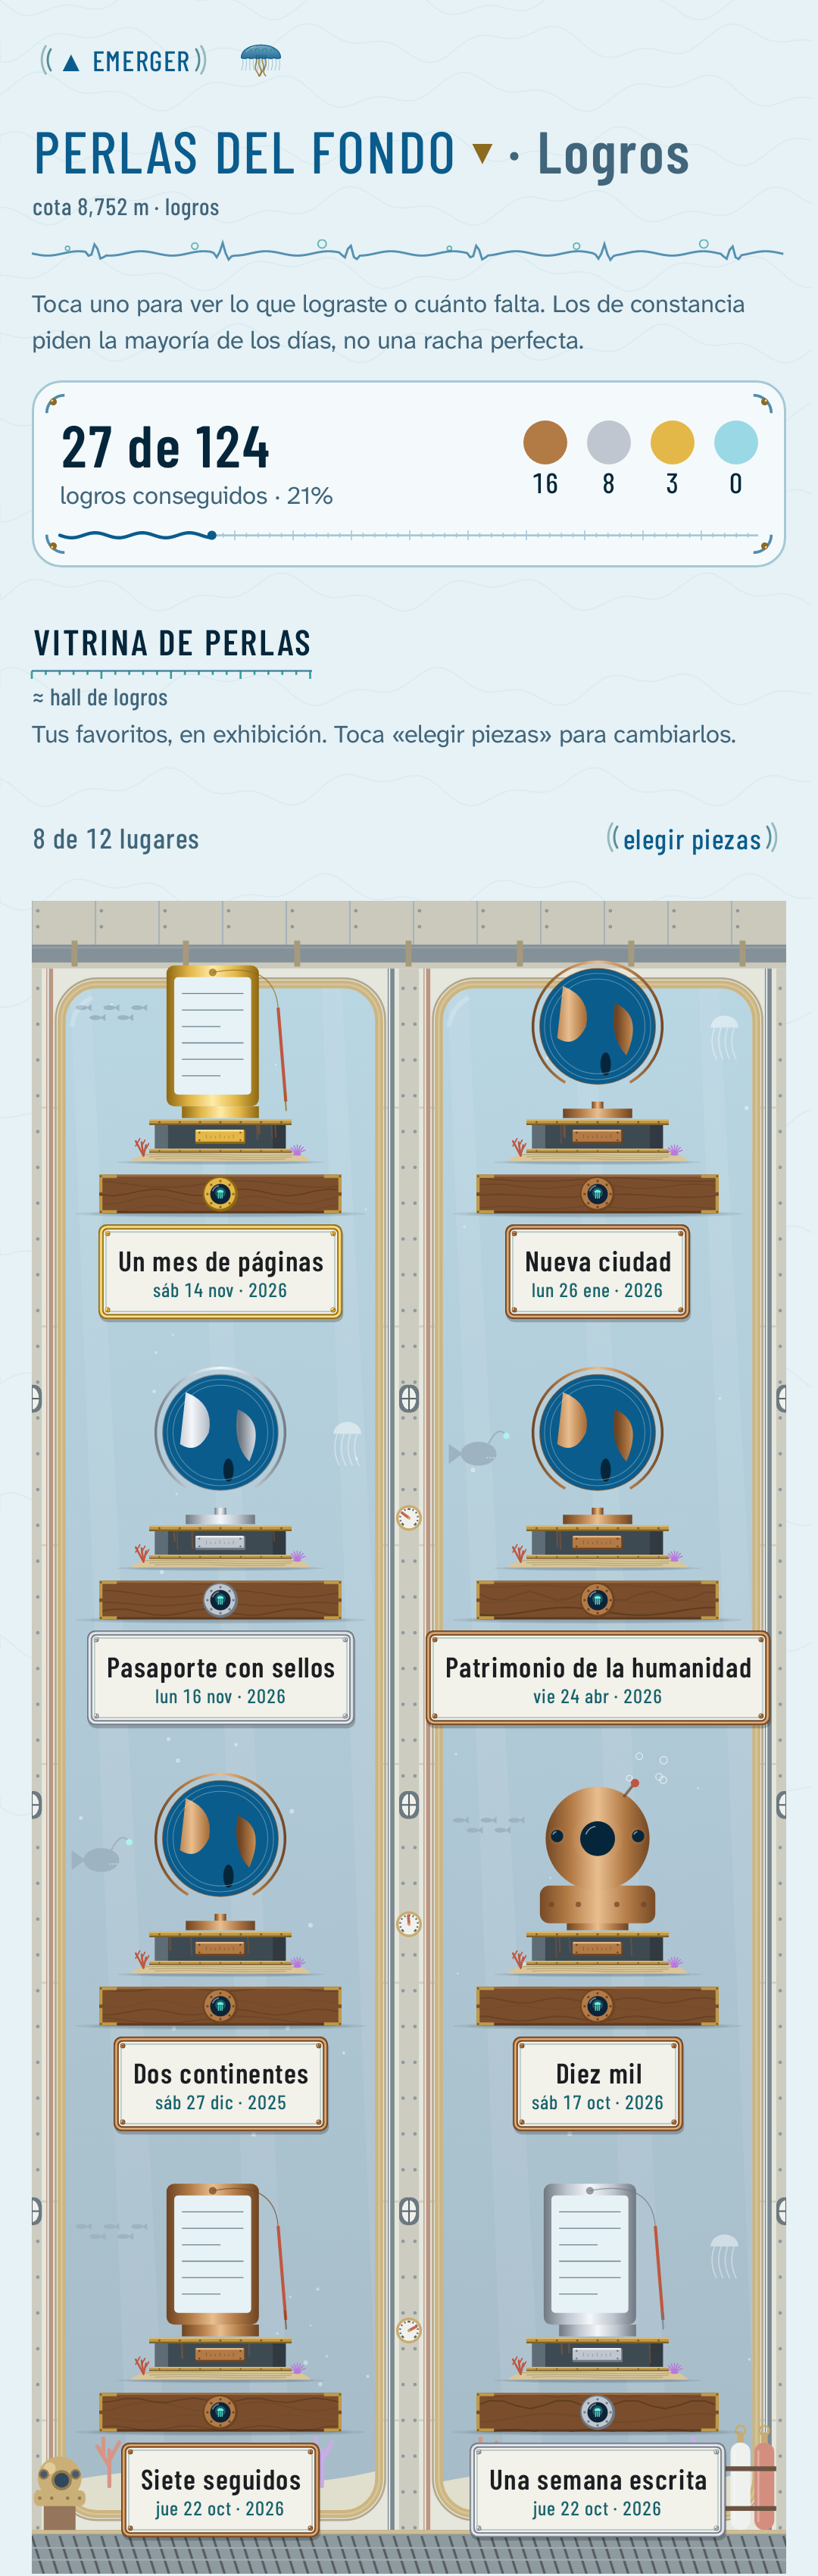 ▲ EMERGER
PERLAS DEL FONDO ▼ · Logros
cota 8,752 m · logros
Toca uno para ver lo que lograste o cuánto falta. Los de constancia
piden la mayoría de los días, no una racha perfecta.
27 de 124
logros conseguidos · 21%
16 8 3 0
VITRINA DE PERLAS
≈ hall de logros
Tus favoritos, en exhibición. Toca «elegir piezas» para cambiarlos.
8 de 12 lugares
elegir piezas
Un mes de páginas
sáb 14 nov · 2026
Nueva ciudad
lun 26 ene · 2026
Pasaporte con sellos
lun 16 nov · 2026
Patrimonio de la humanidad
vie 24 abr · 2026
Dos continentes
sáb 27 dic · 2025
Diez mil
sáb 17 oct · 2026
Siete seguidos
jue 22 oct · 2026
Una semana escrita
jue 22 oct · 2026